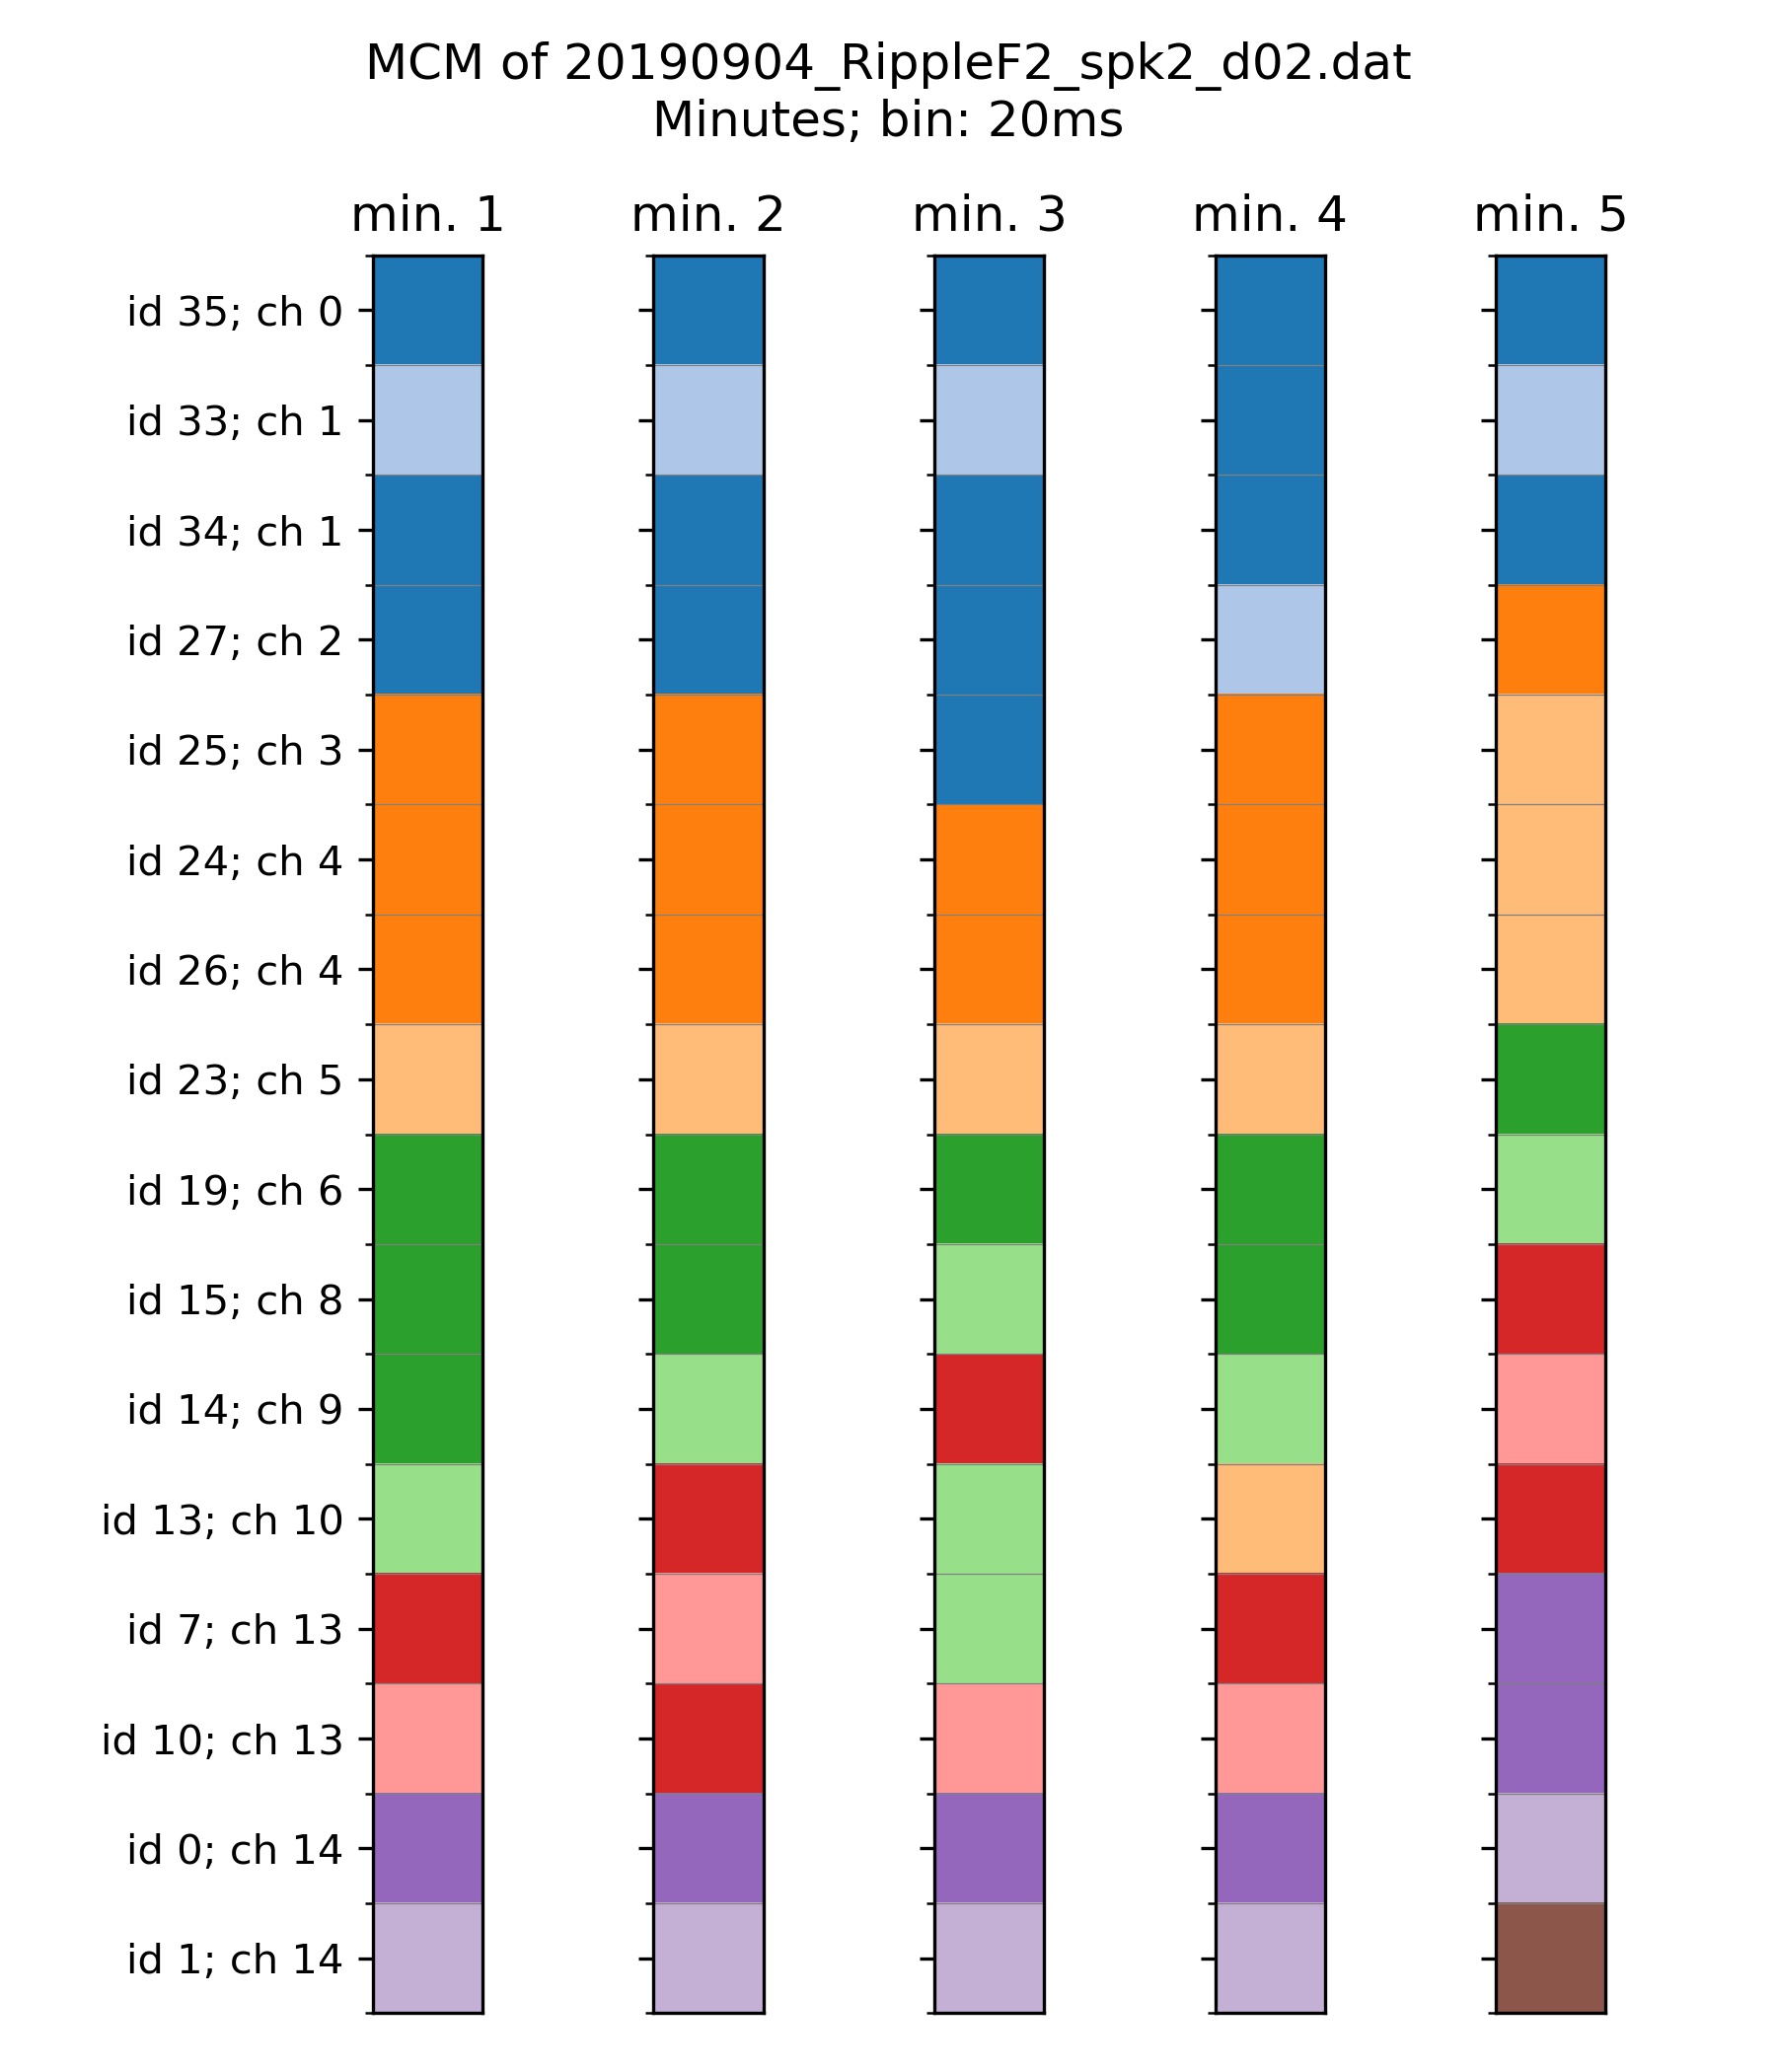 MCM of 20190904_RippleF2_spk2_d02.dat
Minutes; bin: 20ms
min. 1 min. 2 min. 3 min. 4 min. 5
id 35; ch 0
id 33; ch 1
id 34; ch 1
id 27; ch 2
id 25; ch 3
id 24; ch 4
id 26; ch 4
id 23; ch 5
id 19; ch 6
id 15; ch 8
id 14; ch 9
id 13; ch 10
id 7; ch 13
id 10; ch 13
id 0; ch 14
id 1; ch 14